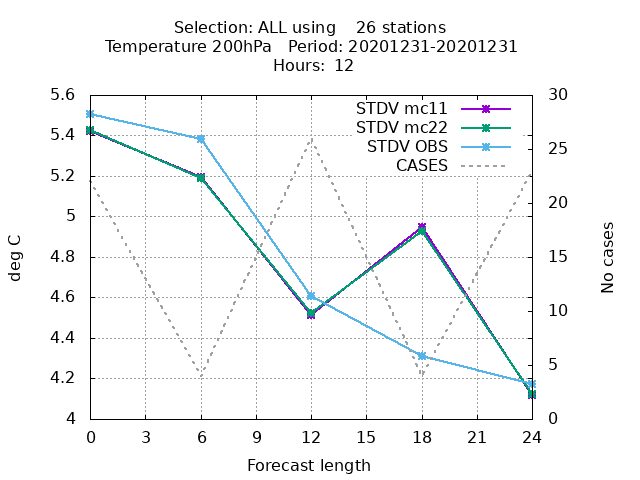 Selection: ALL using    26 stations
Temperature 200hPa   Period: 20201231-20201231
Hours:  12
5.6
5.4
5.2
5
4.8
4.6
4.4
4.2
4
deg C
30
25
20
15
10
5
0
No cases
STDV mc11
STDV mc22
STDV OBS
CASES
0 3 6 9 12 15 18 21 24
Forecast length